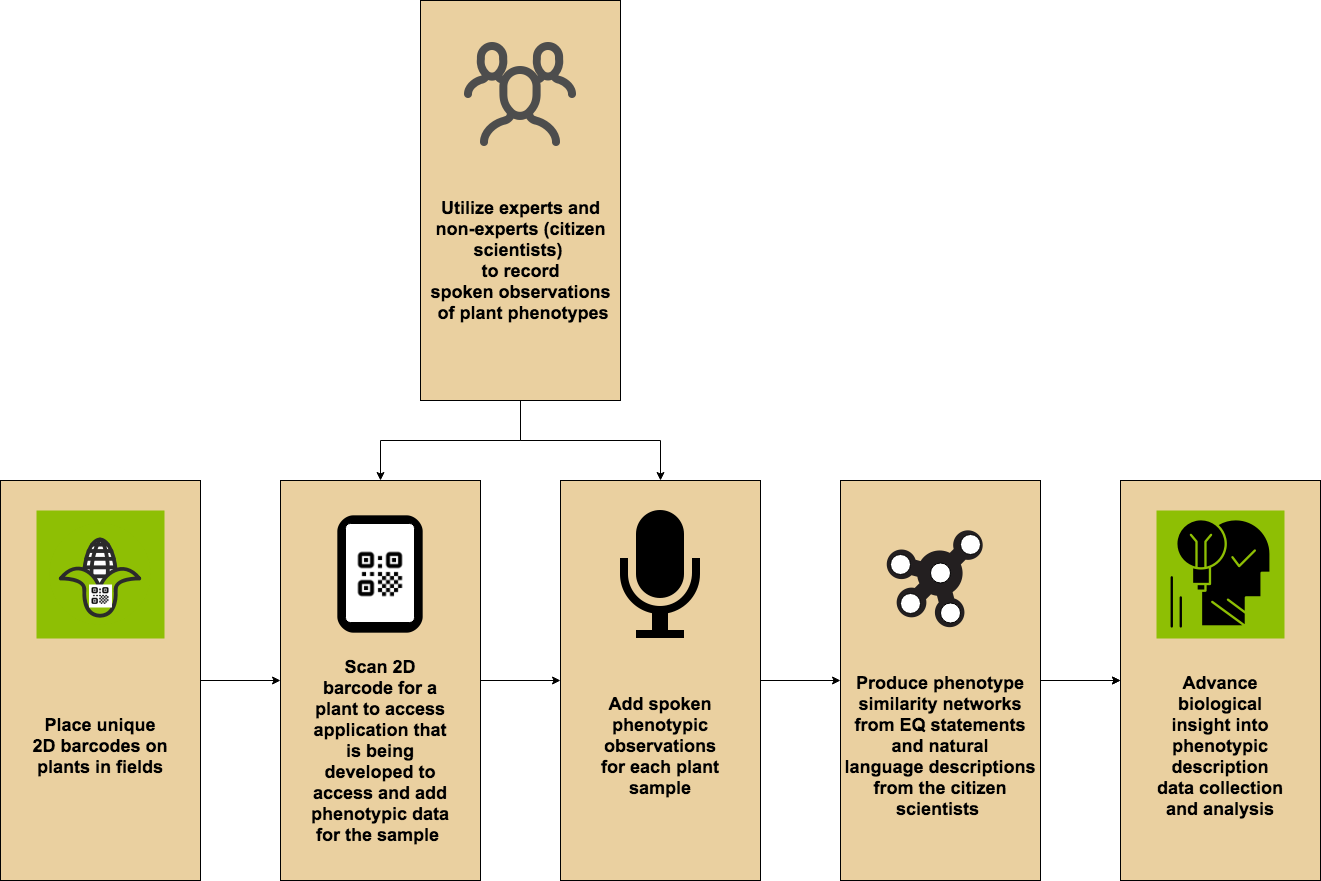 Utilize experts and
non-experts (citizen
scientists)
to record
spoken observations
of plant phenotypes
Place unique
2D barcodes on
plants in fields
Scan 2D
barcode for a
plant to access
application that
is being
developed to
access and add
phenotypic data
for the sample
Add spoken
phenotypic
observations
for each plant
sample
Produce phenotype
similarity networks
from EQ statements
and natural
language descriptions
from the citizen
scientists
Advance
biological
insight into
phenotypic
description
data collection
and analysis